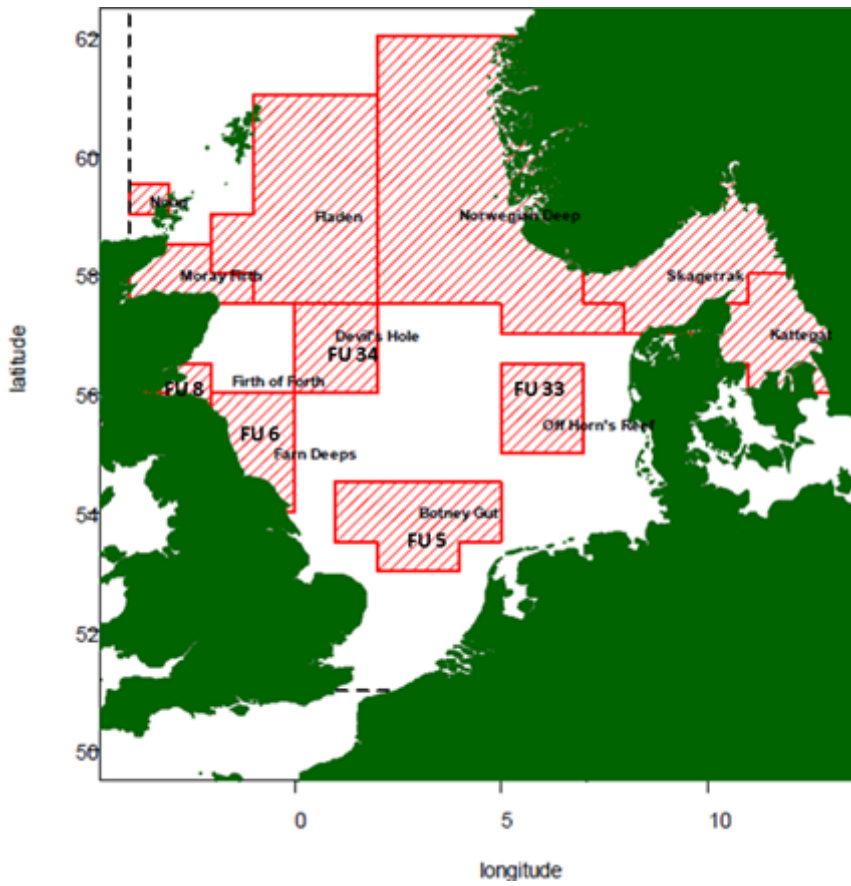 62
60
Noup
Fladen
Norwegian Deep
58
Moray Firth
Skagerrak
Devil's Hole
Kattegat
FU 34
FU 8
Firth of Forth
FU 33
56
FU 6
Off Horn's Reef
Farn Deeps
54
Botney Gut
FU 5
52
50
latitude
0
5
10
longitude